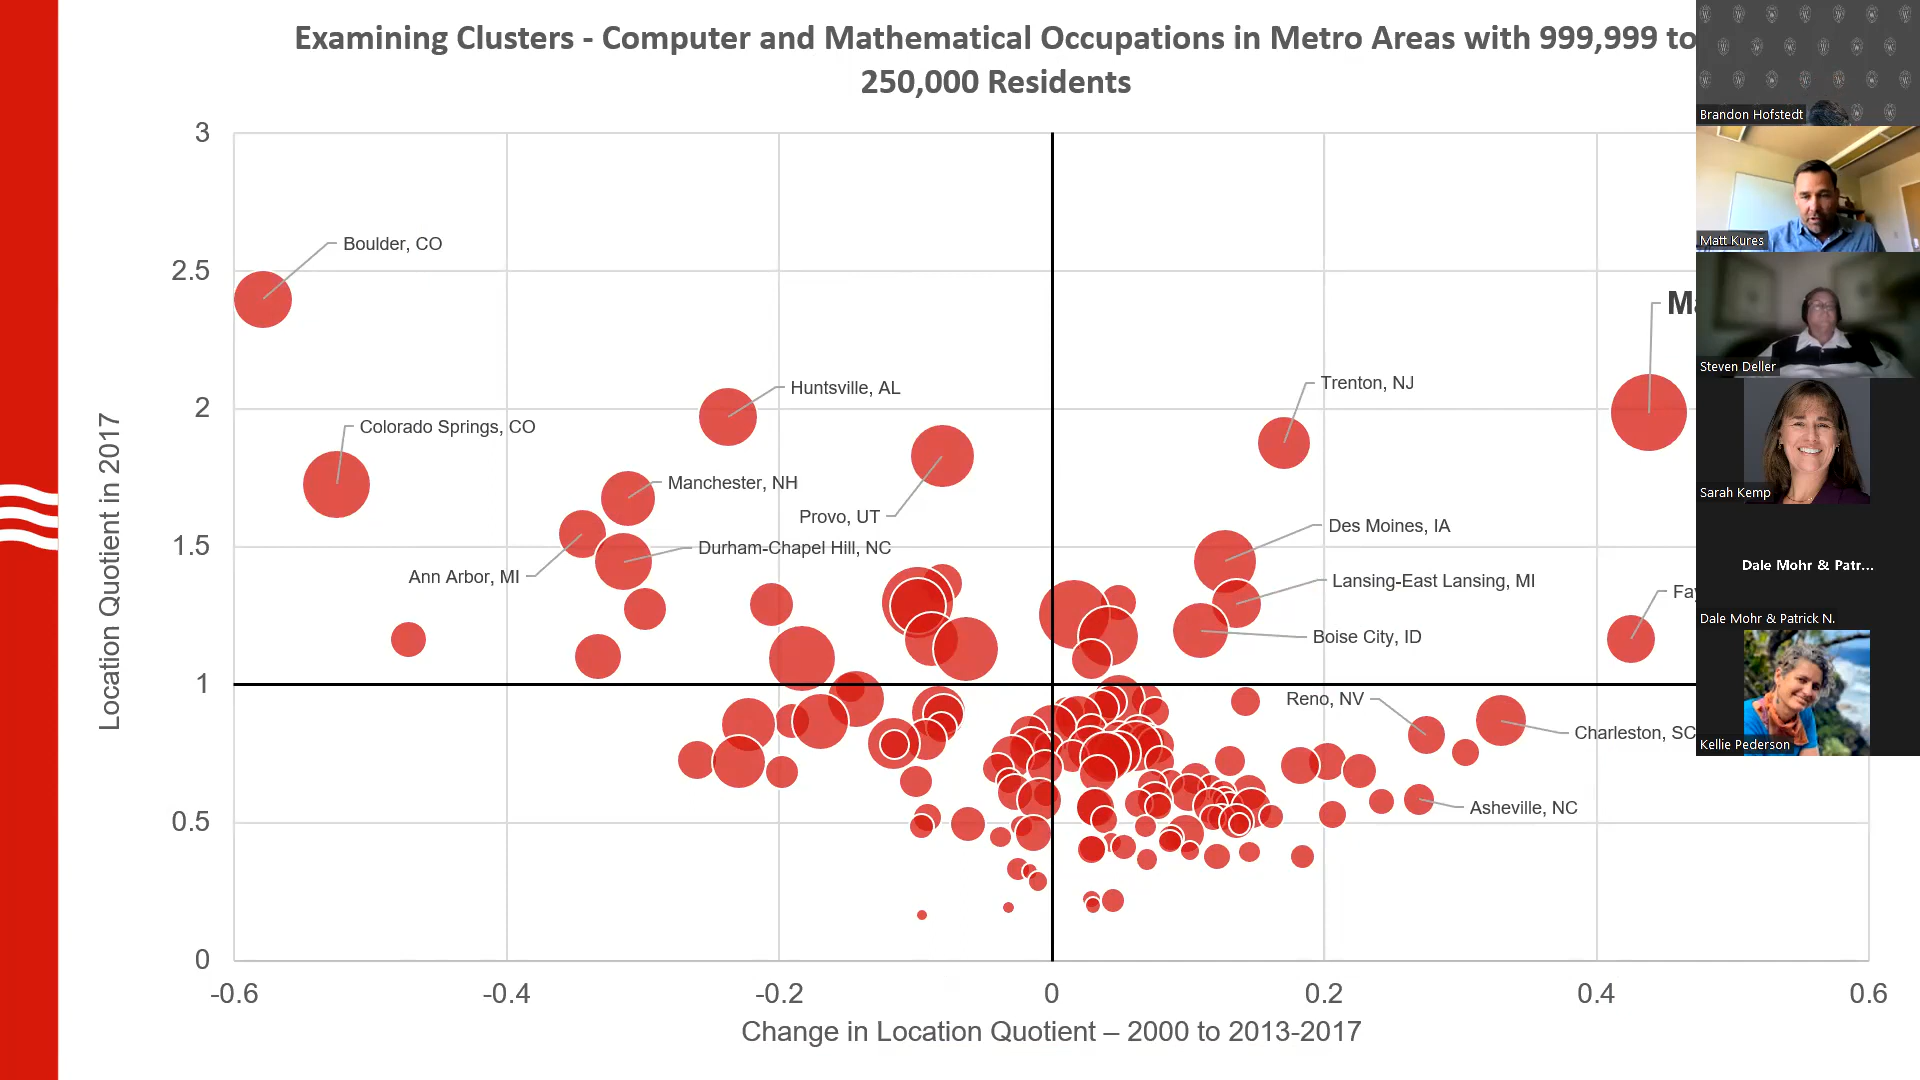 Examining Clusters - Computer and Mathematical Occupations in Metro Areas with 999,999 to
250,000 Residents
Brandon Hofstedt
Matt Kures
Steven Deller
Sarah Kemp
Dale Mohr & Patr...
Dale Mohr & Patrick N.
Kellie Pederson
Location Quotient in 2017
3
2.5
2
1.5
1
0.5
0
Boulder, CO
Huntsville, AL
Trenton, NJ
Colorado Springs, CO
Manchester, NH
Provo, UT
Des Moines, IA
Durham-Chapel Hill, NC
Ann Arbor, MI
Lansing-East Lansing, MI
Boise City, ID
Reno, NV
Charleston, SC
Asheville, NC
-0.6
-0.4
-0.2
0
0.2
0.4
0.6
Change in Location Quotient – 2000 to 2013-2017